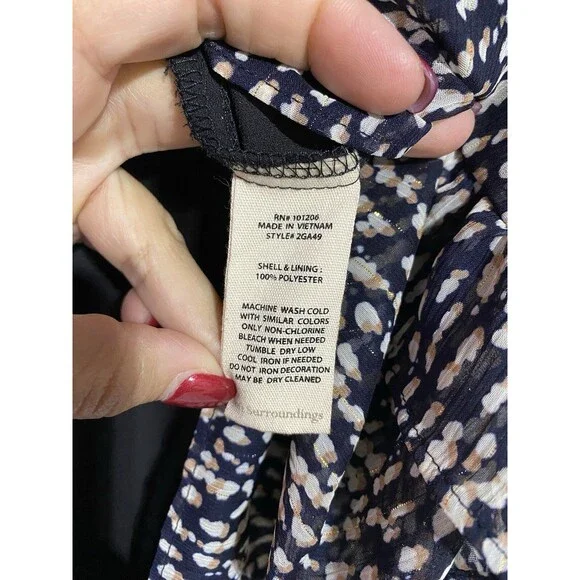 RN# 101206
MADE IN VIETNAM
STYLE# 2GA49
SHELL & LINING :
100% POLYESTER
MACHINE WASH COLD
WITH SIMILAR COLORS
ONLY NON-CHLORINE
BLEACH WHEN NEEDED
TUMBLE DRY LOW
COOL IRON IF NEEDED
DO NOT IRON DECORATION
MAY BE DRY CLEANED
Surroundings